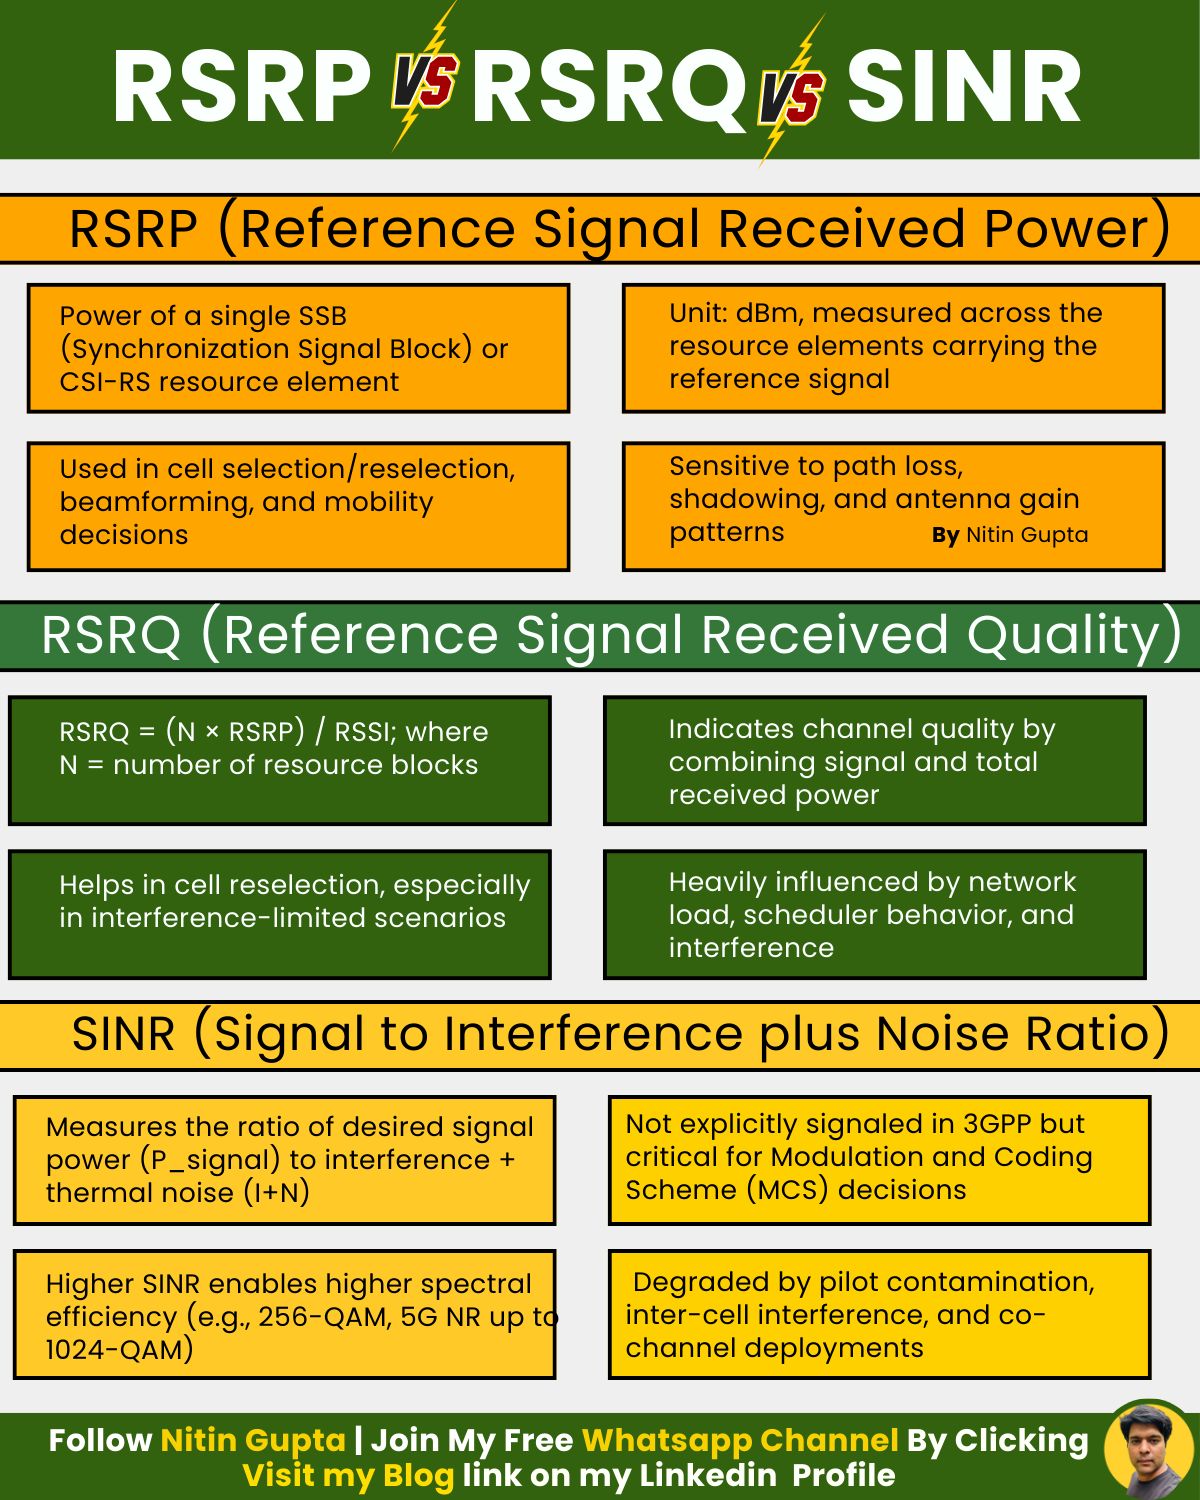 RSRP VS RSRQ VS SINR
RSRP (Reference Signal Received Power)
Power of a single SSB
(Synchronization Signal Block) or
CSI-RS resource element
Unit: dBm, measured across the
resource elements carrying the
reference signal
Used in cell selection/reselection,
beamforming, and mobility
decisions
Sensitive to path loss,
shadowing, and antenna gain
patterns
By Nitin Gupta
RSRQ (Reference Signal Received Quality)
RSRQ = (N × RSRP) / RSSI; where
N = number of resource blocks
Indicates channel quality by
combining signal and total
received power
Helps in cell reselection, especially
in interference-limited scenarios
Heavily influenced by network
load, scheduler behavior, and
interference
SINR (Signal to Interference plus Noise Ratio)
Measures the ratio of desired signal
power (P_signal) to interference +
thermal noise (I+N)
Not explicitly signaled in 3GPP but
critical for Modulation and Coding
Scheme (MCS) decisions
Higher SINR enables higher spectral
efficiency (e.g., 256-QAM, 5G NR up to
1024-QAM)
Degraded by pilot contamination,
inter-cell interference, and co-
channel deployments
Follow Nitin Gupta | Join My Free Whatsapp Channel By Clicking
Visit my Blog link on my Linkedin Profile